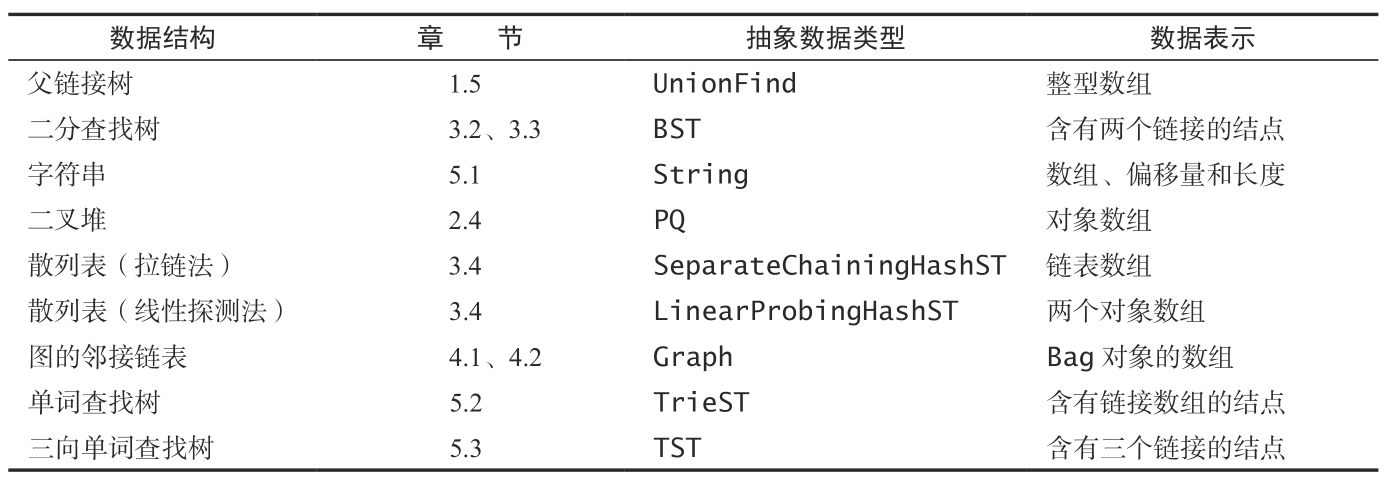 数据结构 章 节 抽象数据类型 数据表示
父链接树 1.5 UnionFind 整型数组
二分查找树 3.2、3.3 BST 含有两个链接的结点
字符串 5.1 String 数组、偏移量和长度
二叉堆 2.4 PQ 对象数组
散列表（拉链法） 3.4 SeparateChainingHashST 链表数组
散列表（线性探测法） 3.4 LinearProbingHashST 两个对象数组
图的邻接链表 4.1、4.2 Graph Bag 对象的数组
单词查找树 5.2 TrieST 含有链接数组的结点
三向单词查找树 5.3 TST 含有三个链接的结点